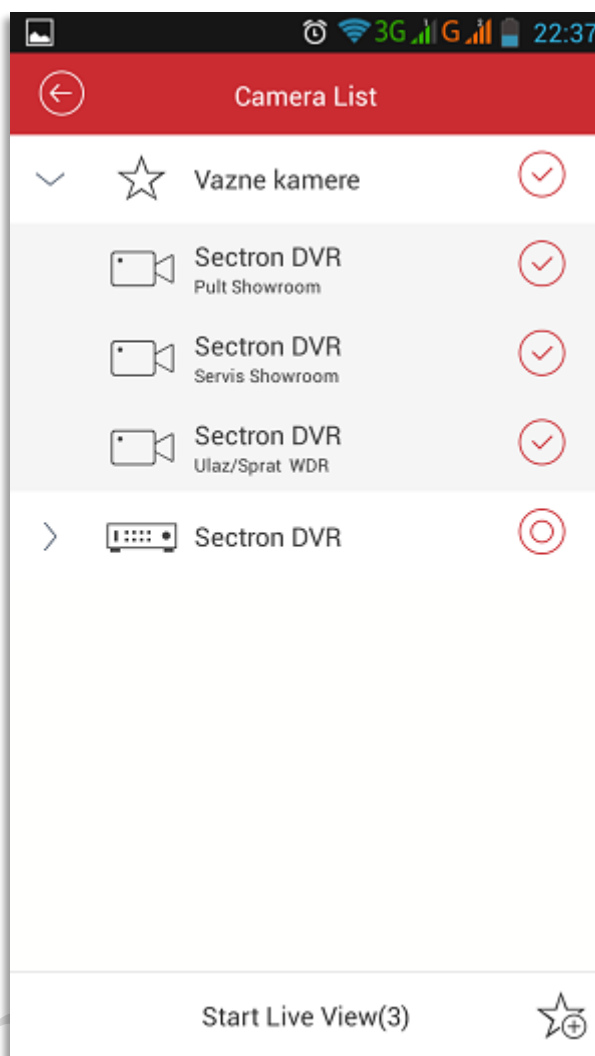 3G G 22:37
Camera List
Vazne kamere
Sectron DVR
Pult Showroom
Sectron DVR
Servis Showroom
Sectron DVR
Ulaz/Sprat WDR
Sectron DVR
Start Live View(3)